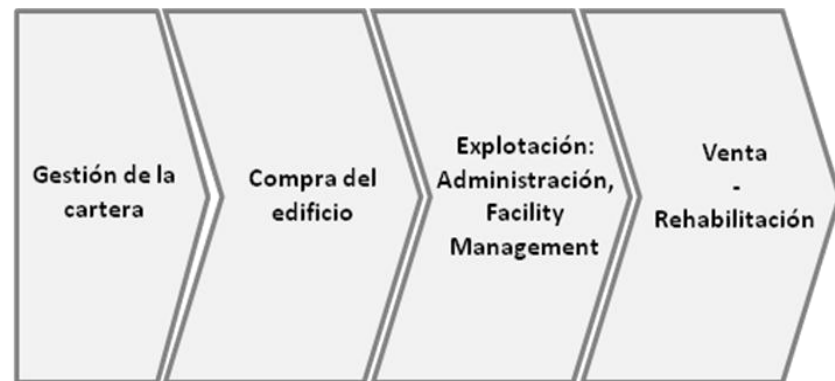 Gestión de la
cartera
Compra del
edificio
Explotación:
Administración,
Facility
Management
Venta
-
Rehabilitación